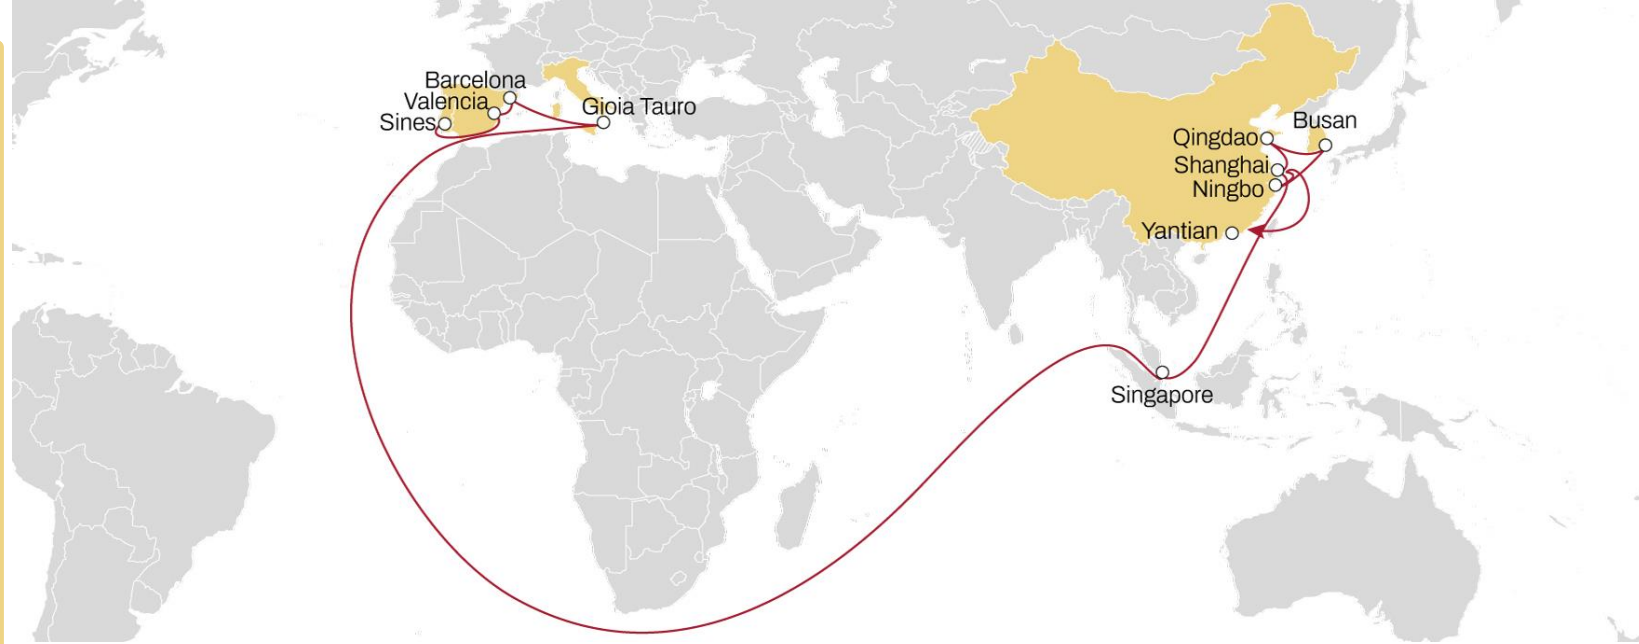 Barcelona
Valencia
Sines
Gioia Tauro
Busan
Qingdao
Shanghai
Ningbo
Yantian
Singapore